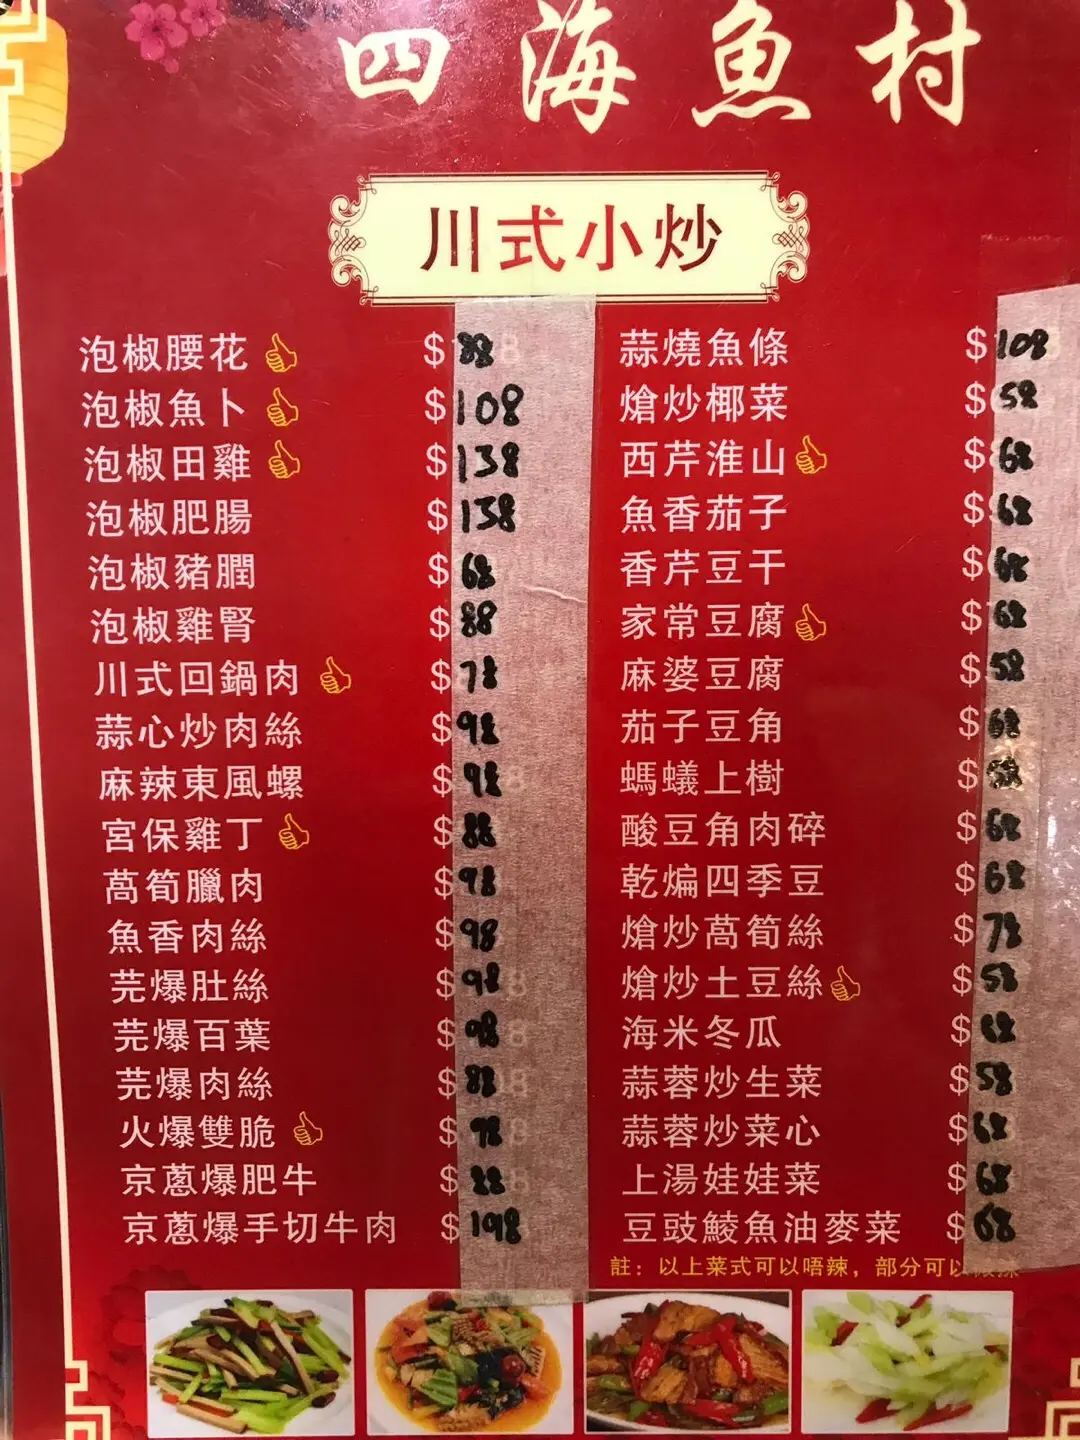 四海魚村
川式小炒
泡椒腰花 $88
泡椒魚卜 $108
泡椒田雞 $138
泡椒肥腸 $138
泡椒豬膶 $68
泡椒雞腎 $88
川式回鍋肉 $78
蒜心炒肉絲 $98
麻辣東風螺 $98
宮保雞丁 $88
萵筍臘肉 $98
魚香肉絲 $98
芫爆肚絲 $98
芫爆百葉 $98
芫爆肉絲 $88
火爆雙脆 $98
京蔥爆肥牛 $88
京蔥爆手切牛肉 $198
蒜燒魚條 $108
熗炒椰菜 $58
西芹淮山 $68
魚香茄子 $68
香芹豆干 $68
家常豆腐 $68
麻婆豆腐 $58
茄子豆角 $68
螞蟻上樹 $
酸豆角肉碎 $68
乾煸四季豆 $68
熗炒萵筍絲 $78
熗炒土豆絲 $58
海米冬瓜 $68
蒜蓉炒生菜 $58
蒜蓉炒菜心 $68
上湯娃娃菜 $68
豆豉鯪魚油麥菜 $68
註：以上菜式可以唔辣，部分可以微辣